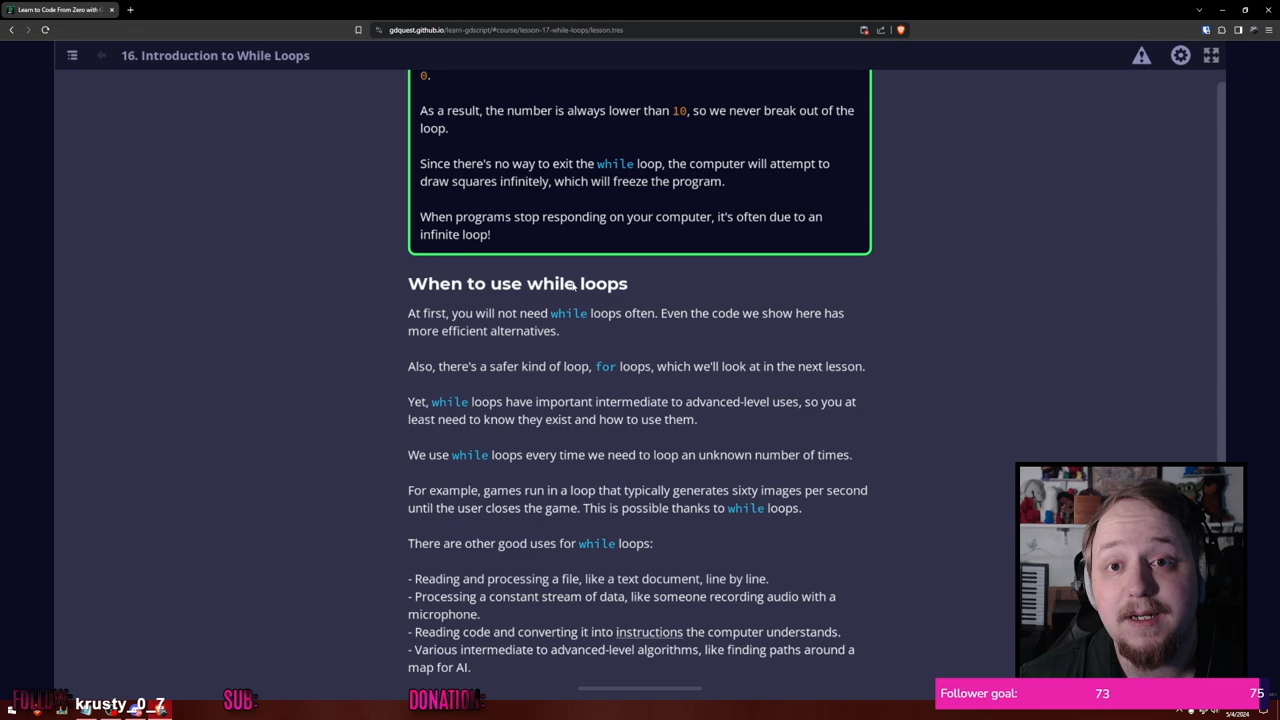 Learn to Code From Zero with
gdquest.github.io/learn-gdscript/#course/lesson-17-while-loops/lesson.tres
16. Introduction to While Loops
0.
As a result, the number is always lower than 10, so we never break out of the
loop.
Since there's no way to exit the while loop, the computer will attempt to
draw squares infinitely, which will freeze the program.
When programs stop responding on your computer, it's often due to an
infinite loop!
When to use while loops
At first, you will not need while loops often. Even the code we show here has
more efficient alternatives.
Also, there's a safer kind of loop, for loops, which we'll look at in the next lesson.
Yet, while loops have important intermediate to advanced-level uses, so you at
least need to know they exist and how to use them.
We use while loops every time we need to loop an unknown number of times.
For example, games run in a loop that typically generates sixty images per second
until the user closes the game. This is possible thanks to while loops.
There are other good uses for while loops:
- Reading and processing a file, like a text document, line by line.
- Processing a constant stream of data, like someone recording audio with a
microphone.
- Reading code and converting it into instructions the computer understands.
- Various intermediate to advanced-level algorithms, like finding paths around a
map for AI.
FOLLOW: krusty_0_7 SUB: DONATION:
Follower goal: 73 75
5/4/2024